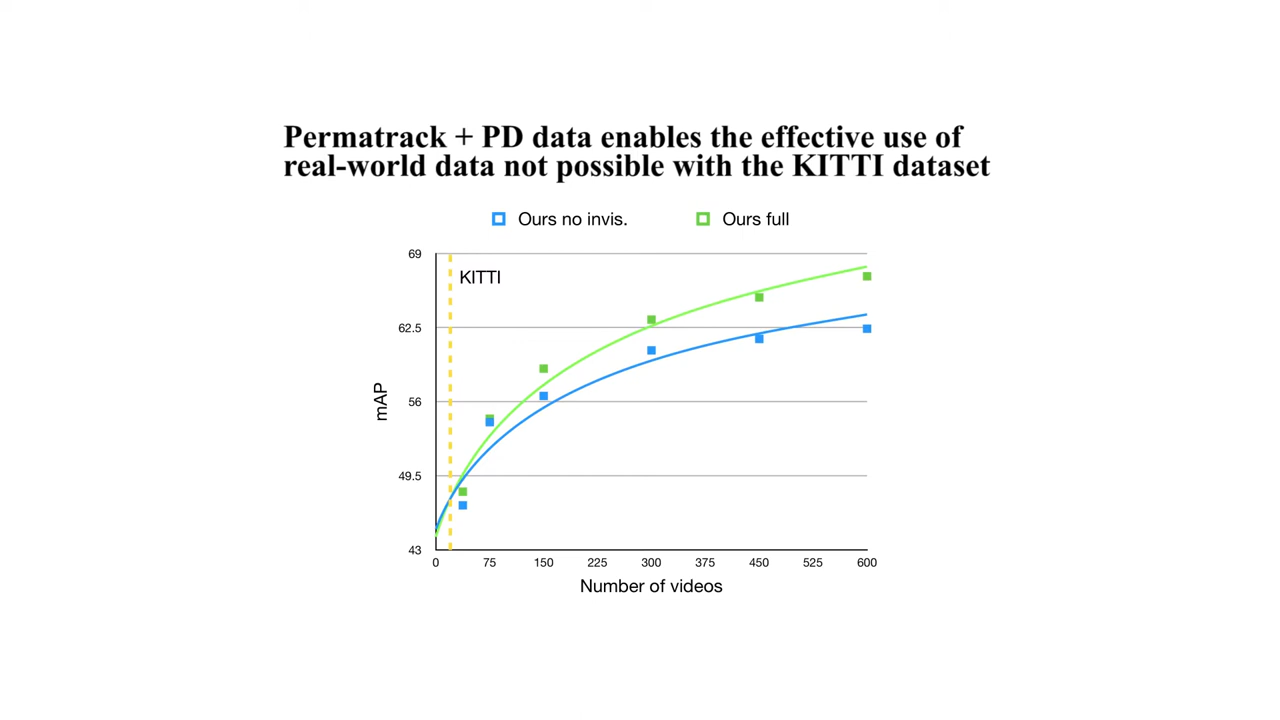 Permatrack + PD data enables the effective use of
real-world data not possible with the KITTI dataset
Ours no invis.
Ours full
69
KITTI
62.5
56
mAP
49.5
43
0 75 150 225 300 375 450 525 600
Number of videos